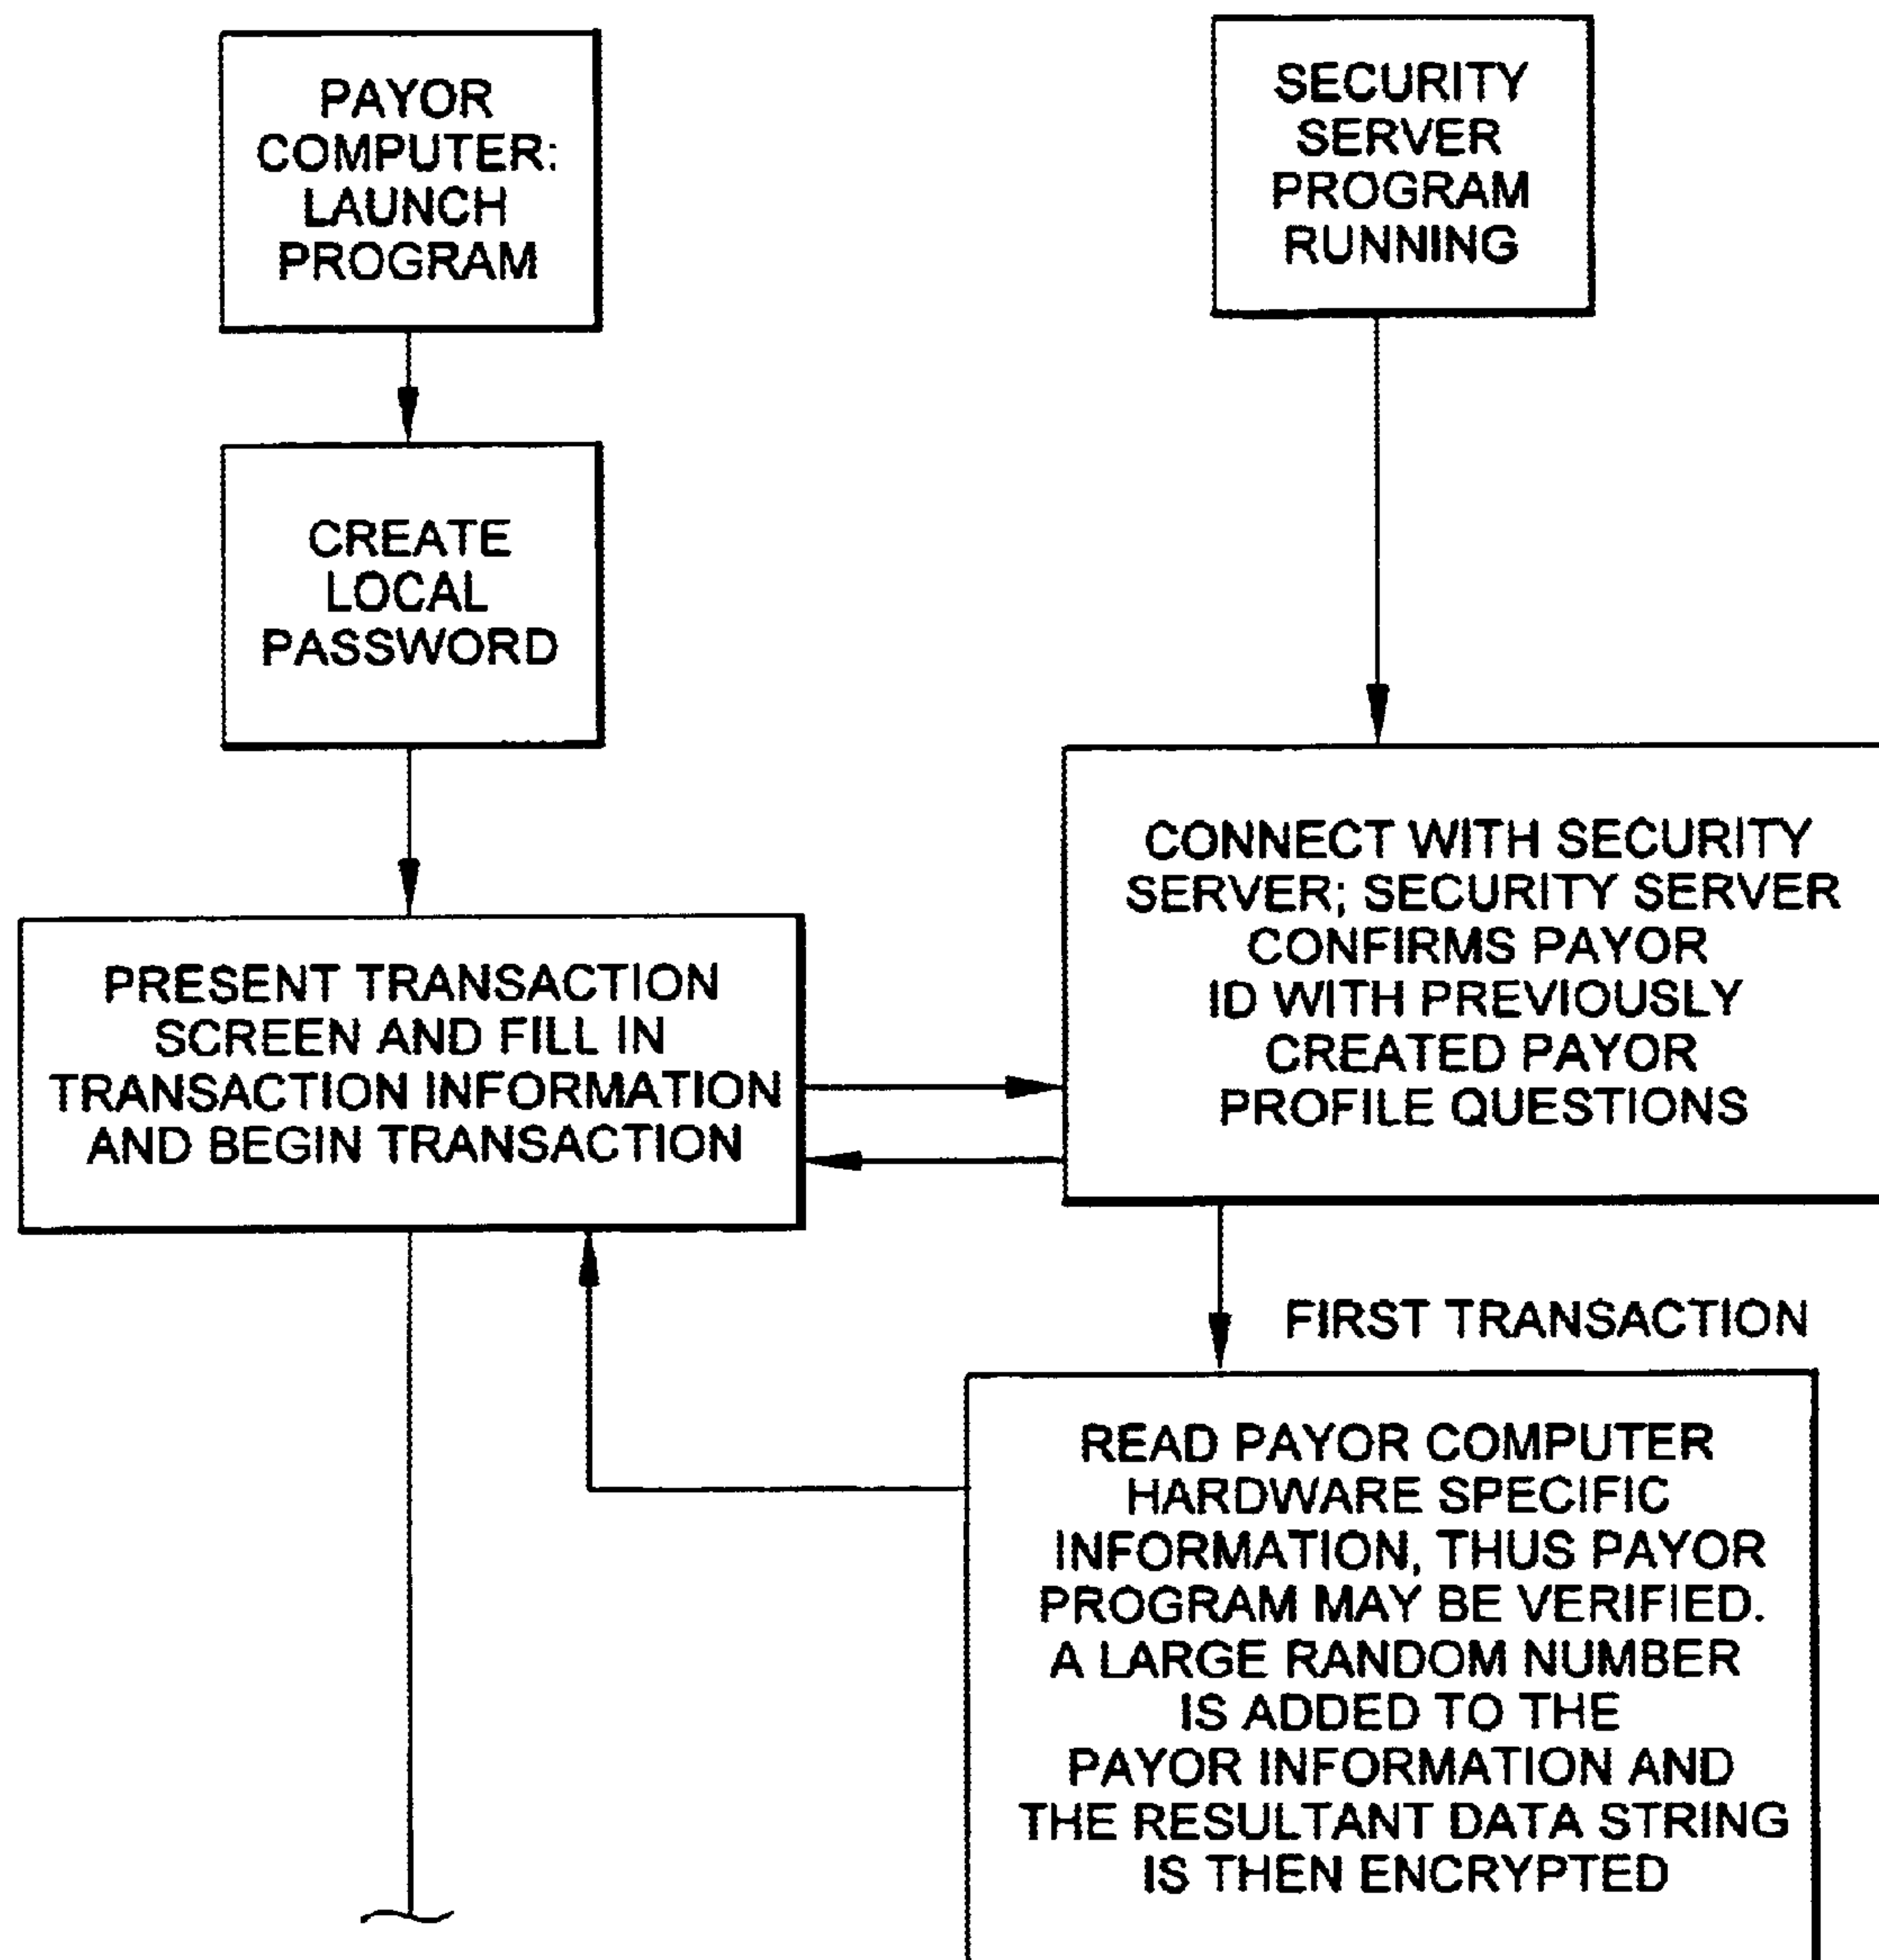 PAYOR
COMPUTER:
LAUNCH
PROGRAM
SECURITY
SERVER
PROGRAM
RUNNING
CREATE
LOCAL
PASSWORD
CONNECT WITH SECURITY
SERVER; SECURITY SERVER
CONFIRMS PAYOR
ID WITH PREVIOUSLY
CREATED PAYOR
PROFILE QUESTIONS
PRESENT TRANSACTION
SCREEN AND FILL IN
TRANSACTION INFORMATION
AND BEGIN TRANSACTION
FIRST TRANSACTION
READ PAYOR COMPUTER
HARDWARE SPECIFIC
INFORMATION, THUS PAYOR
PROGRAM MAY BE VERIFIED.
A LARGE RANDOM NUMBER
IS ADDED TO THE
PAYOR INFORMATION AND
THE RESULTANT DATA STRING
IS THEN ENCRYPTED